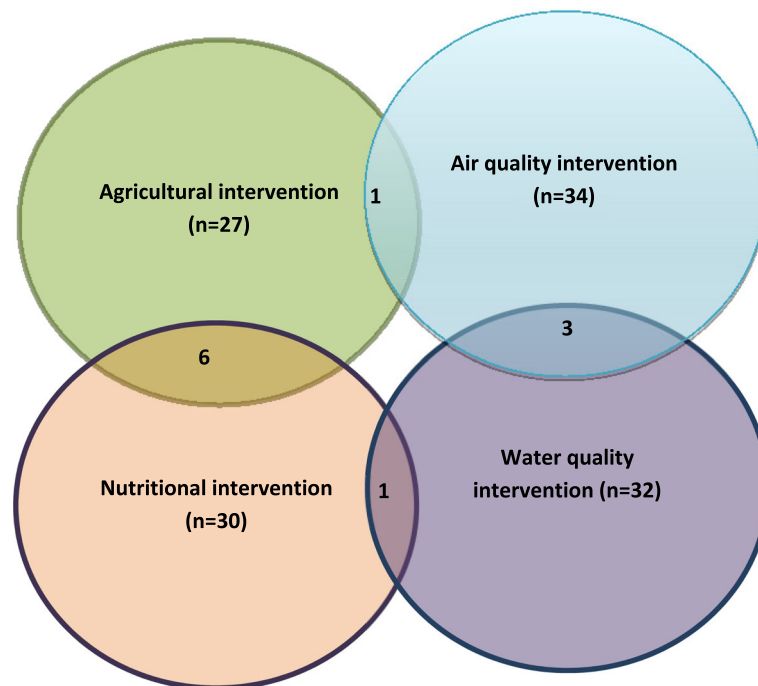 Agricultural intervention
(n=27)
1
Air quality intervention
(n=34)
6
3
Nutritional intervention
(n=30)
1
Water quality
intervention (n=32)